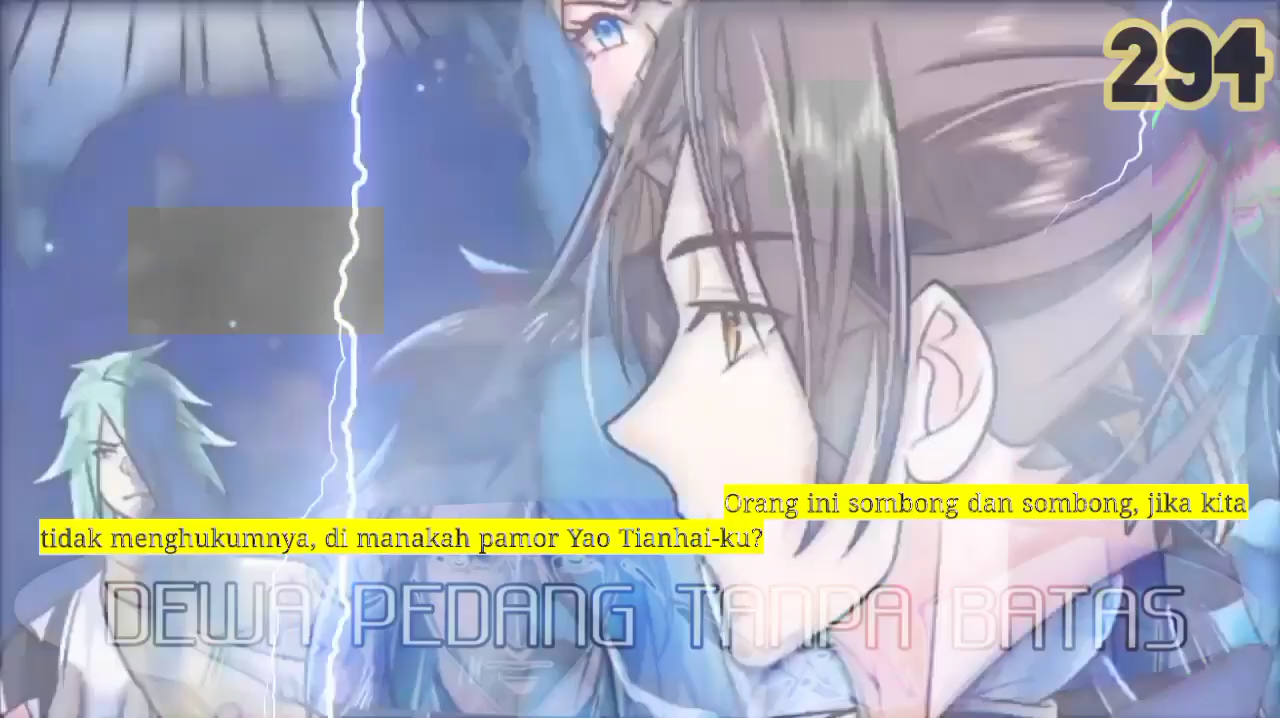 294
Orang ini sombong dan sombong, jika kita
tidak menghukumnya, di manakah pamor Yao Tianhai-ku?
DEWA PEDANG TANPA BATAS